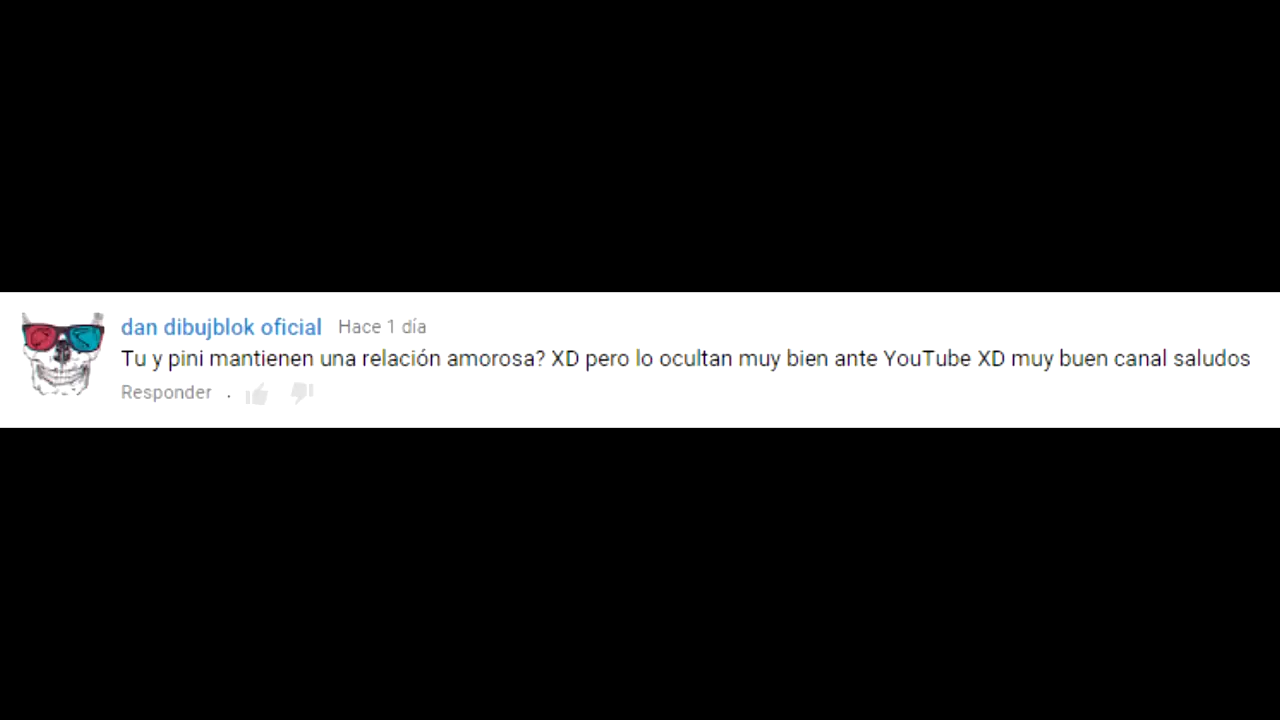 dan dibujblok oficial Hace 1 día
Tu y pini mantienen una relación amorosa? XD pero lo ocultan muy bien ante YouTube XD muy buen canal saludos
Responder .